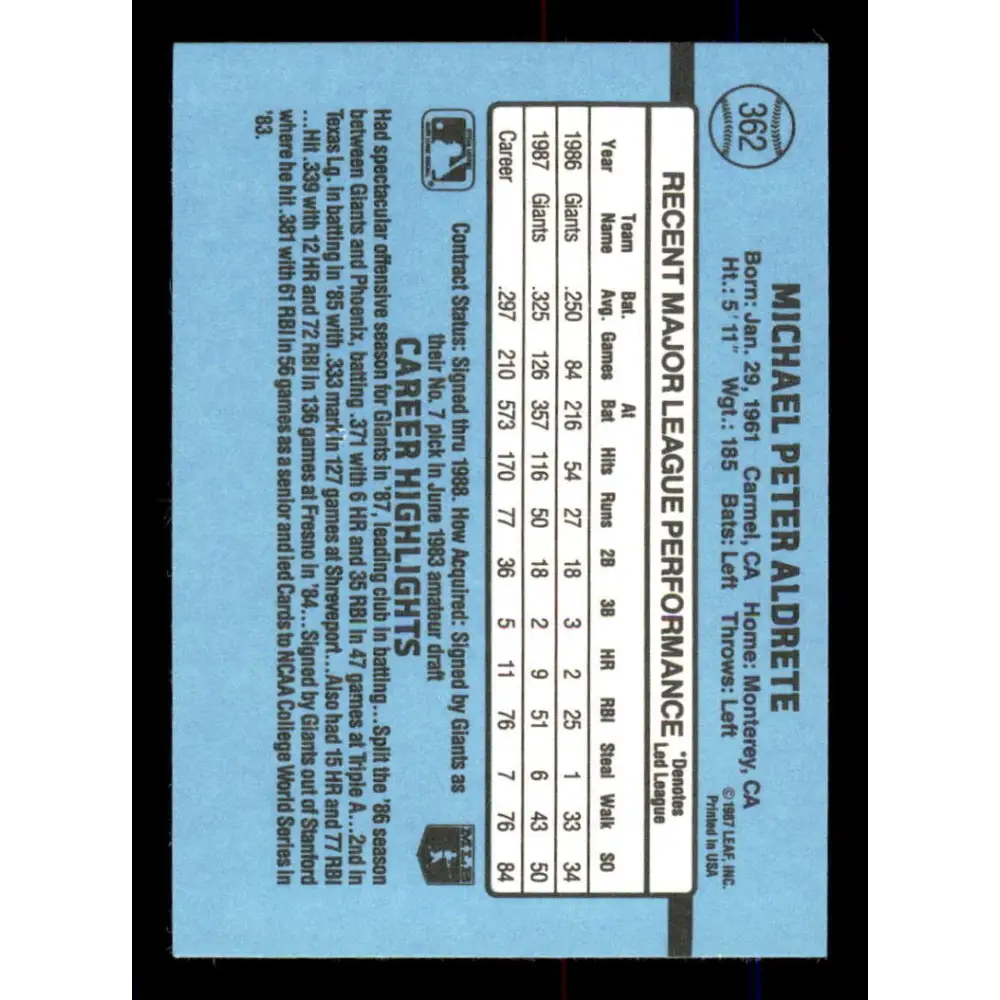 362
MICHAEL PETER ALDRETE
Born: Jan. 29, 1961 Carmel, CA Home: Monterey, CA
Ht.: 5'11" Wgt.: 185 Bats: Left Throws: Left
©1987 LEAF, INC.
Printed in USA
RECENT MAJOR LEAGUE PERFORMANCE *Denotes Led League
Year Team Name Bat. Avg. Games At Bat Hits Runs 2B 3B HR RBI Steal Walk SO
1986 Giants .250 84 216 54 27 18 3 2 25 1 33 34
1987 Giants .325 126 357 116 50 18 2 9 51 6 43 50
Career .297 210 573 170 77 36 5 11 76 7 76 84
Contract Status: Signed thru 1988. How Acquired: Signed by Giants as
their No. 7 pick in June 1983 amateur draft
MLB
CAREER HIGHLIGHTS
Had spectacular offensive season for Giants in '87, leading club in batting...Split the '86 season
between Giants and Phoenix, batting .371 with 6 HR and 35 RBI in 47 games at Triple A...2nd in
Texas Lg. in batting in '85 with .333 mark in 127 games at Shreveport...Also had 15 HR and 77 RBI
...Hit .339 with 12 HR and 72 RBI in 136 games at Fresno in '84...Signed by Giants out of Stanford
where he hit .381 with 61 RBI in 56 games as a senior and led Cards to NCAA College World Series in
'83.